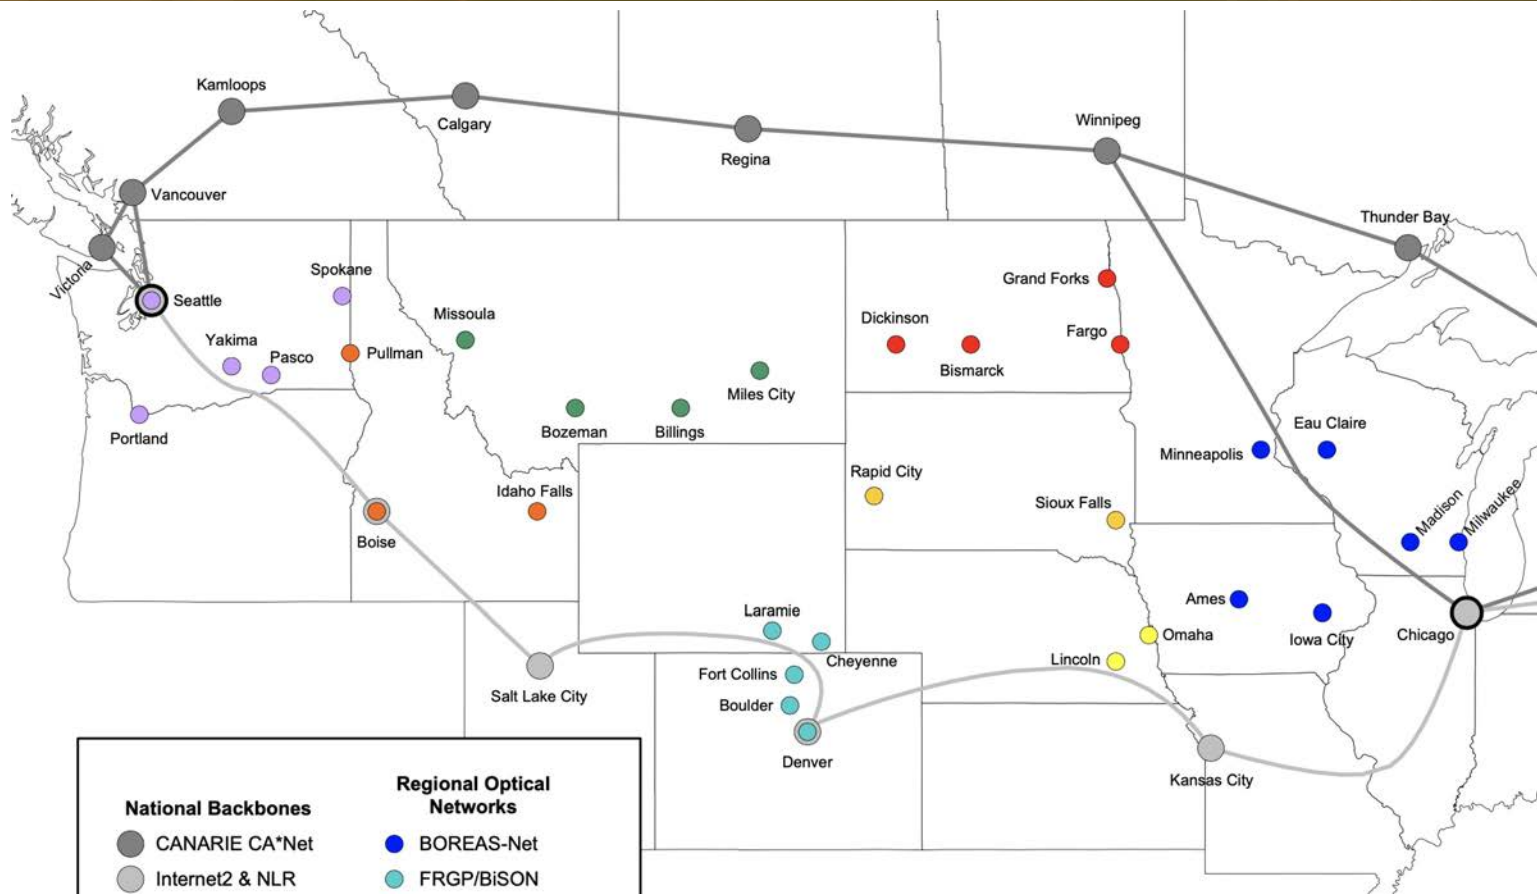 Kamloops
Calgary
Winnipeg
Regina
Vancouver
Thunder Bay
Victoria
Seattle
Spokane
Grand Forks
Missoula
Dickinson
Fargo
Yakima
Pasco
Pullman
Bismarck
Miles City
Portland
Bozeman
Billings
Eau Claire
Minneapolis
Rapid City
Idaho Falls
Sioux Falls
Madison
Milwaukee
Boise
Ames
Laramie
Omaha
Iowa City
Chicago
Cheyenne
Lincoln
Fort Collins
Salt Lake City
Boulder
Denver
Kansas City
National Backbones
CANARIE CA*Net
Internet2 & NLR
Regional Optical
Networks
BOREAS-Net
FRGP/BiSON